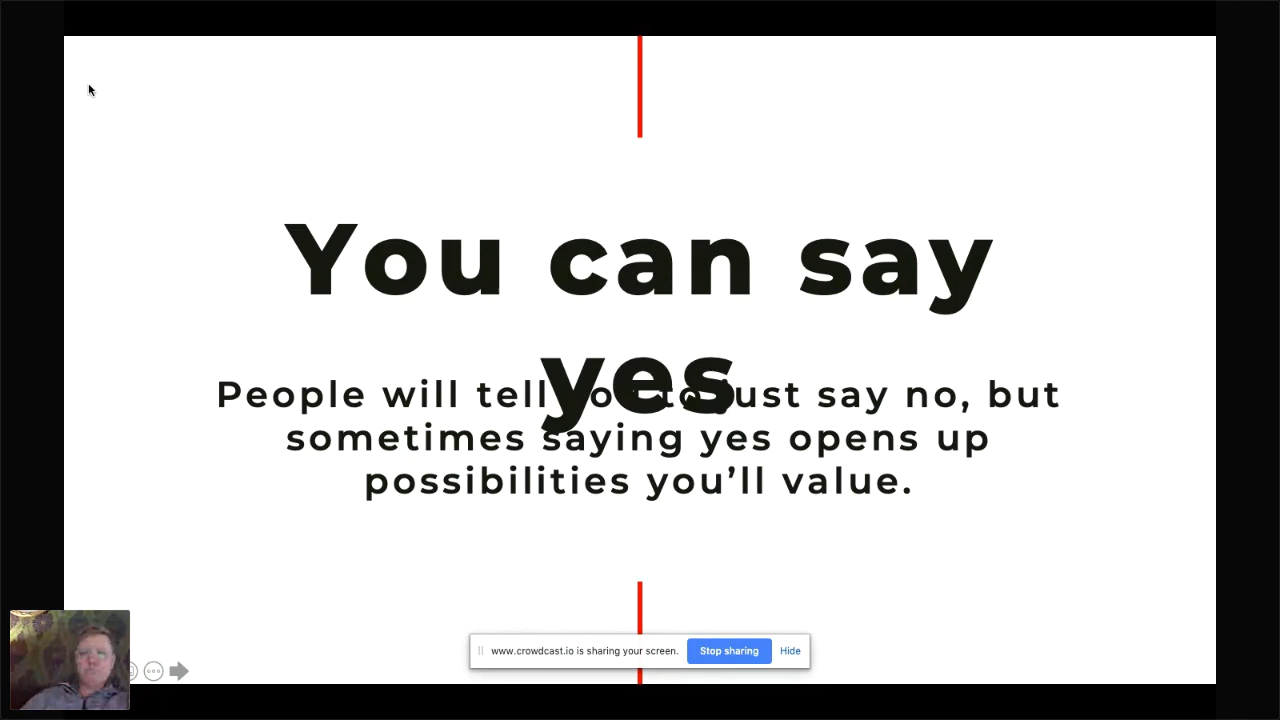 You can say
yes
People will tell you to just say no, but
sometimes saying yes opens up
possibilities you’ll value.
www.crowdcast.io is sharing your screen. Stop sharing Hide